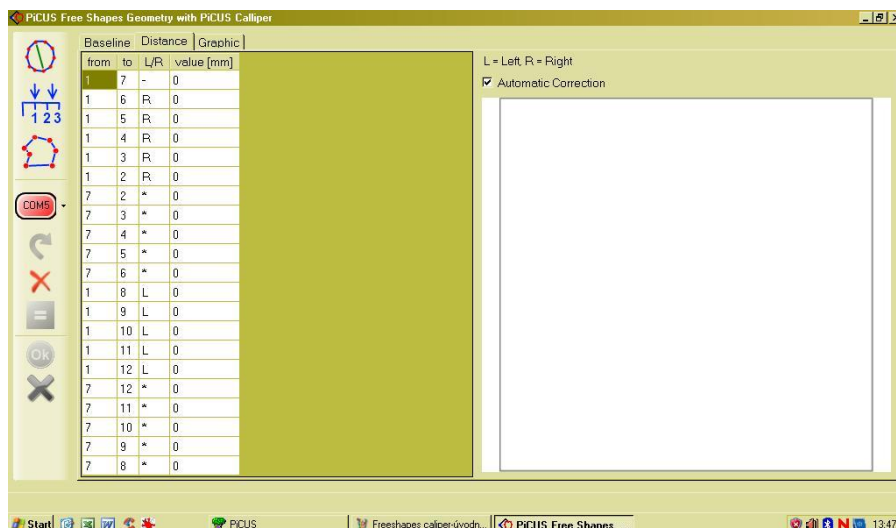 PiCUS Free Shapes Geometry with PiCUS Calliper
Baseline Distance Graphic
from to L/R value [mm]
1 7 - 0
1 6 R 0
1 5 R 0
1 4 R 0
1 3 R 0
1 2 R 0
7 2 * 0
7 3 * 0
7 4 * 0
7 5 * 0
7 6 * 0
1 8 L 0
1 9 L 0
1 10 L 0
1 11 L 0
1 12 L 0
7 12 * 0
7 11 * 0
7 10 * 0
7 9 * 0
7 8 * 0
L = Left, R = Right
Automatic Correction
1 2 3
COM5
Ok
Start PiCUS Freeshapes caliper-úvodn... PiCUS Free Shapes 13:47